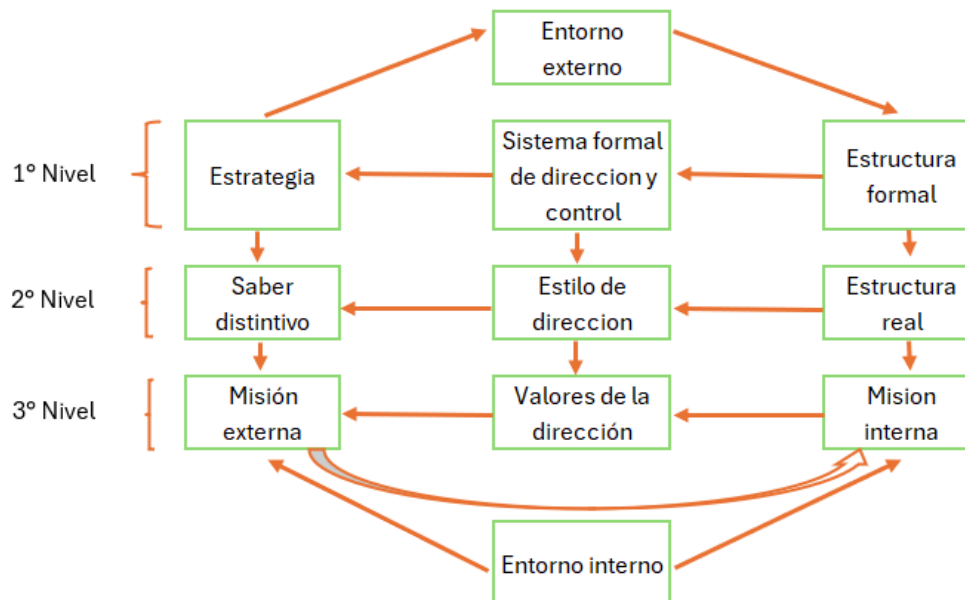 Entorno
externo
1° Nivel
Estrategia
Sistema formal
de direccion y
control
Estructura
formal
2° Nivel
Saber
distintivo
Estilo de
direccion
Estructura
real
3° Nivel
Misión
externa
Valores de la
dirección
Mision
interna
Entorno interno